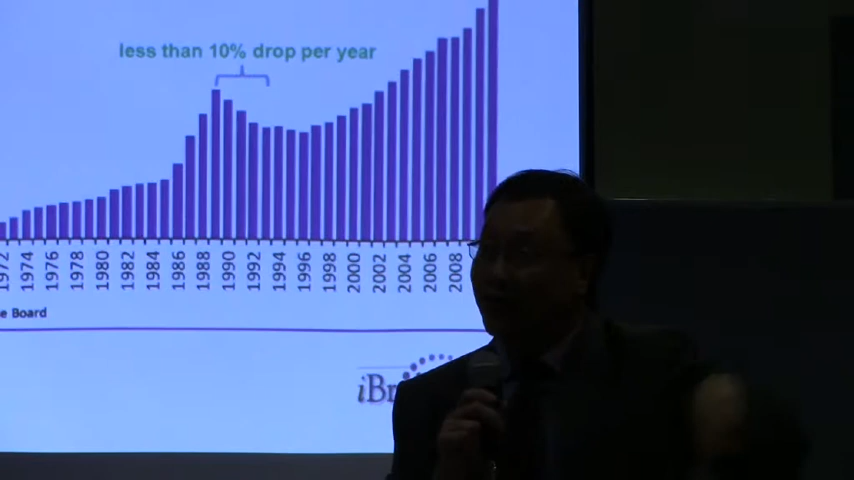 less than 10% drop per year
1972 1974 1976 1978 1980 1982 1984 1986 1988 1990 1992 1994 1996 1998 2000 2002 2004 2006 2008
e Board
iBr